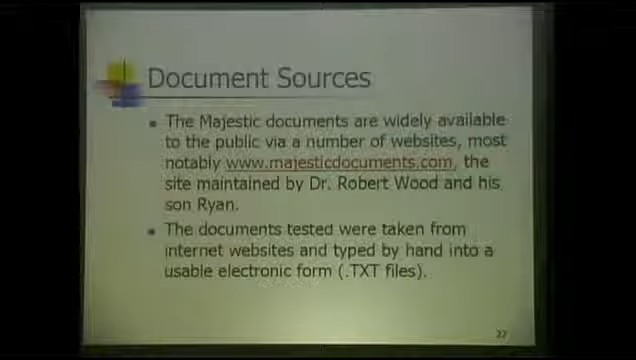 Document Sources
The Majestic documents are widely available
to the public via a number of websites, most
notably www.majesticdocuments.com, the
site maintained by Dr. Robert Wood and his
son Ryan.
The documents tested were taken from
internet websites and typed by hand into a
usable electronic form (.TXT files).
27